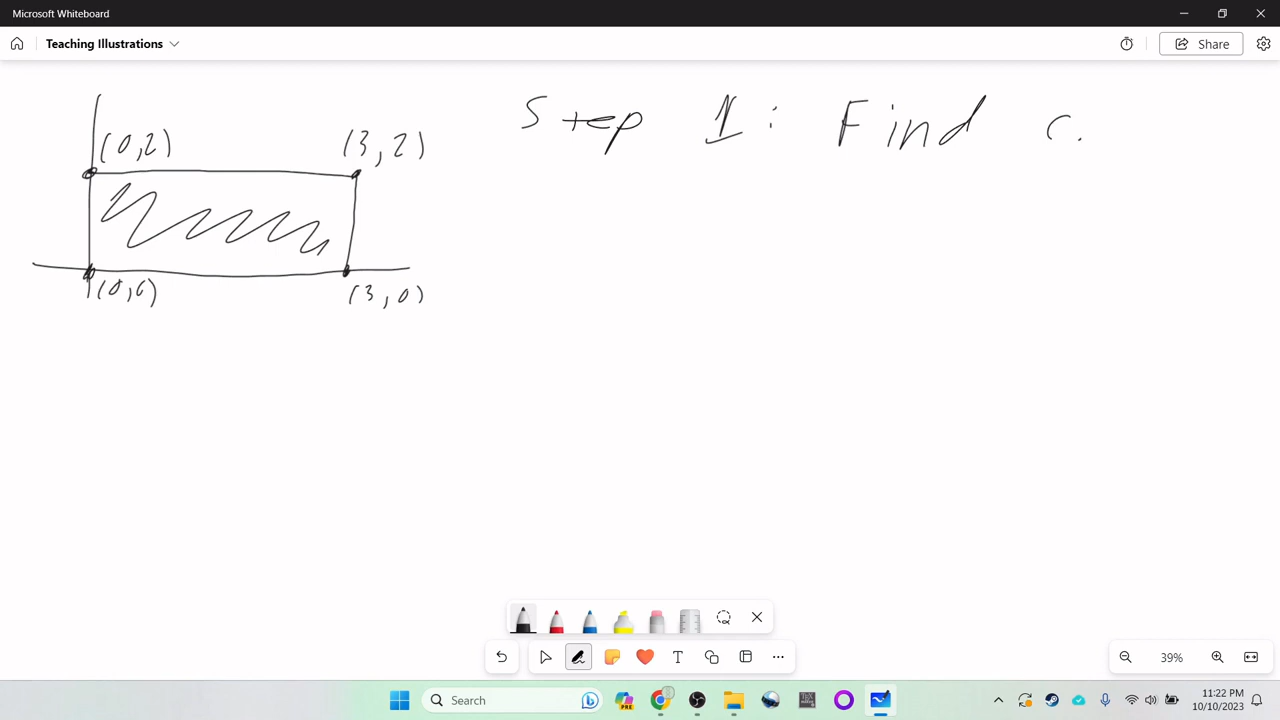 Microsoft Whiteboard
Teaching Illustrations
Share
Step 1: Find c.
(0,2)
(3,2)
(0,0)
(3,0)
T
39%
Search
PRE
11:22 PM
10/10/2023